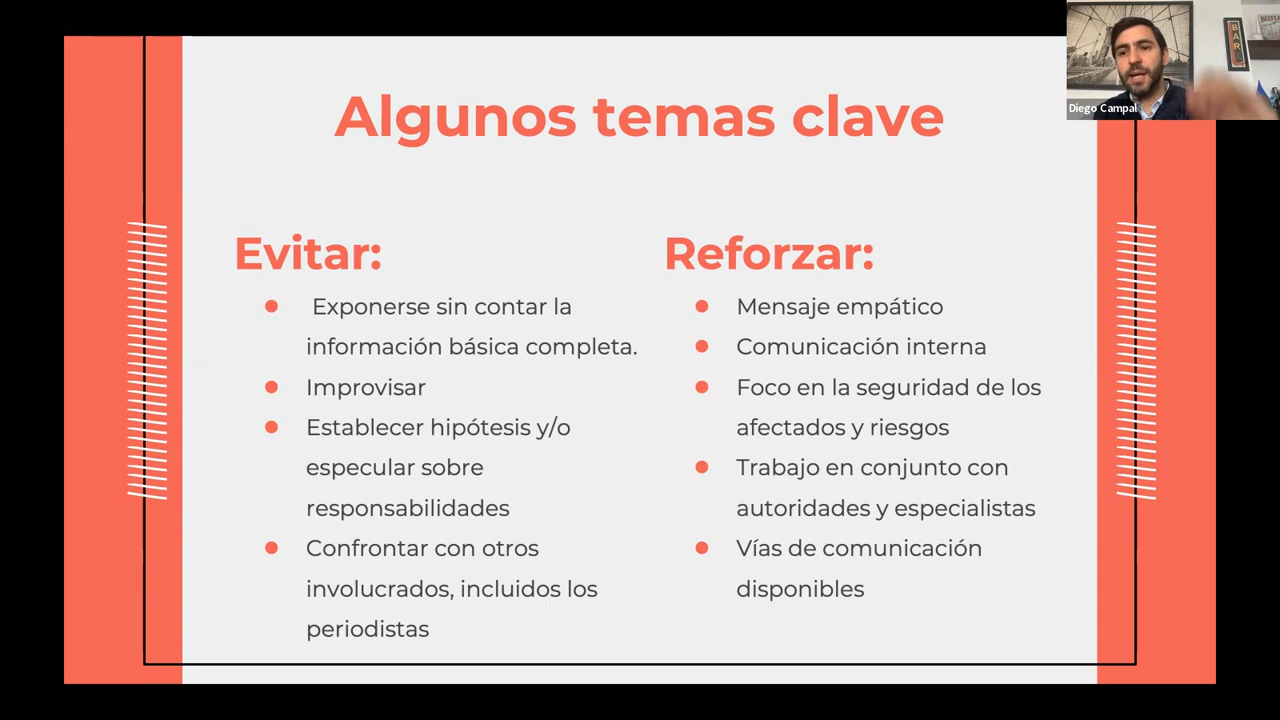 Algunos temas clave
Evitar:
● Exponerse sin contar la
información básica completa.
● Improvisar
● Establecer hipótesis y/o
especular sobre
responsabilidades
● Confrontar con otros
involucrados, incluidos los
periodistas
Reforzar:
● Mensaje empático
● Comunicación interna
● Foco en la seguridad de los
afectados y riesgos
● Trabajo en conjunto con
autoridades y especialistas
● Vías de comunicación
disponibles
Diego Campal
BAR